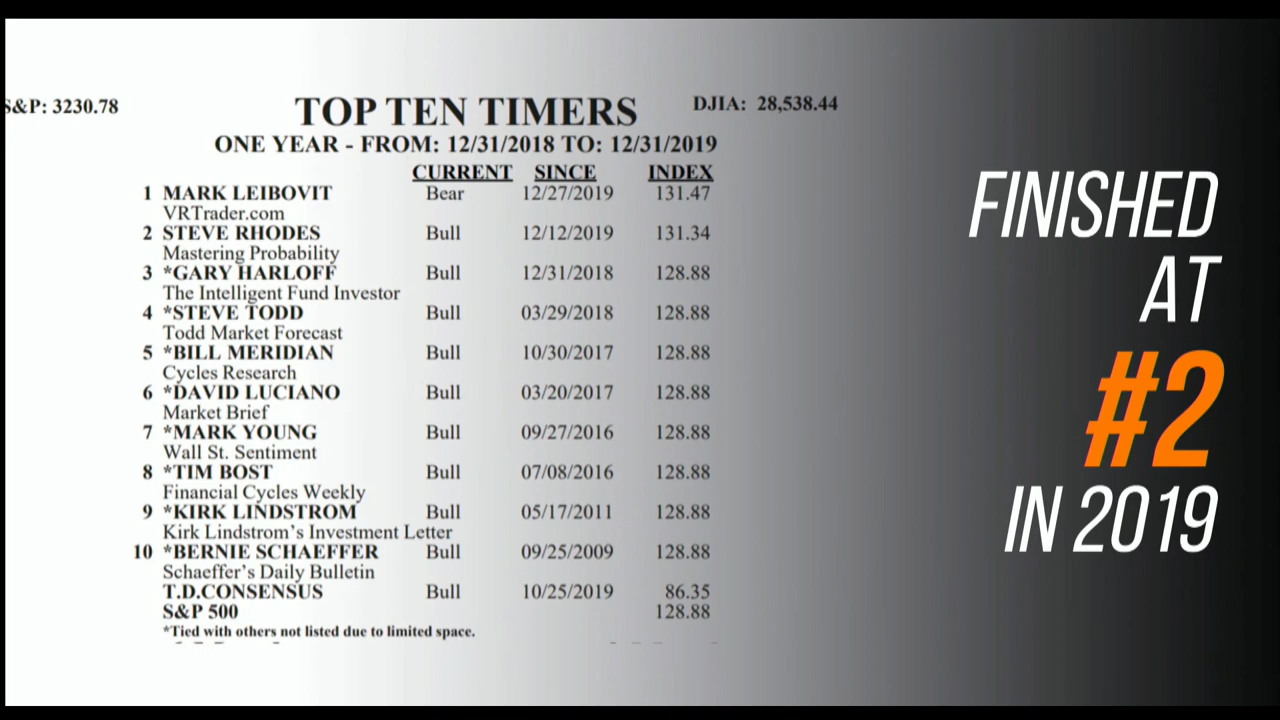 S&P: 3230.78
TOP TEN TIMERS
DJIA: 28,538.44
ONE YEAR - FROM: 12/31/2018 TO: 12/31/2019
CURRENT SINCE INDEX
1 MARK LEIBOVIT Bear 12/27/2019 131.47
VRTrader.com
2 STEVE RHODES Bull 12/12/2019 131.34
Mastering Probability
3 *GARY HARLOFF Bull 12/31/2018 128.88
The Intelligent Fund Investor
4 *STEVE TODD Bull 03/29/2018 128.88
Todd Market Forecast
5 *BILL MERIDIAN Bull 10/30/2017 128.88
Cycles Research
6 *DAVID LUCIANO Bull 03/20/2017 128.88
Market Brief
7 *MARK YOUNG Bull 09/27/2016 128.88
Wall St. Sentiment
8 *TIM BOST Bull 07/08/2016 128.88
Financial Cycles Weekly
9 *KIRK LINDSTROM Bull 05/17/2011 128.88
Kirk Lindstrom's Investment Letter
10 *BERNIE SCHAEFFER Bull 09/25/2009 128.88
Schaeffer's Daily Bulletin
T.D.CONSENSUS Bull 10/25/2019 86.35
S&P 500 128.88
*Tied with others not listed due to limited space.
FINISHED
AT
#2
IN 2019